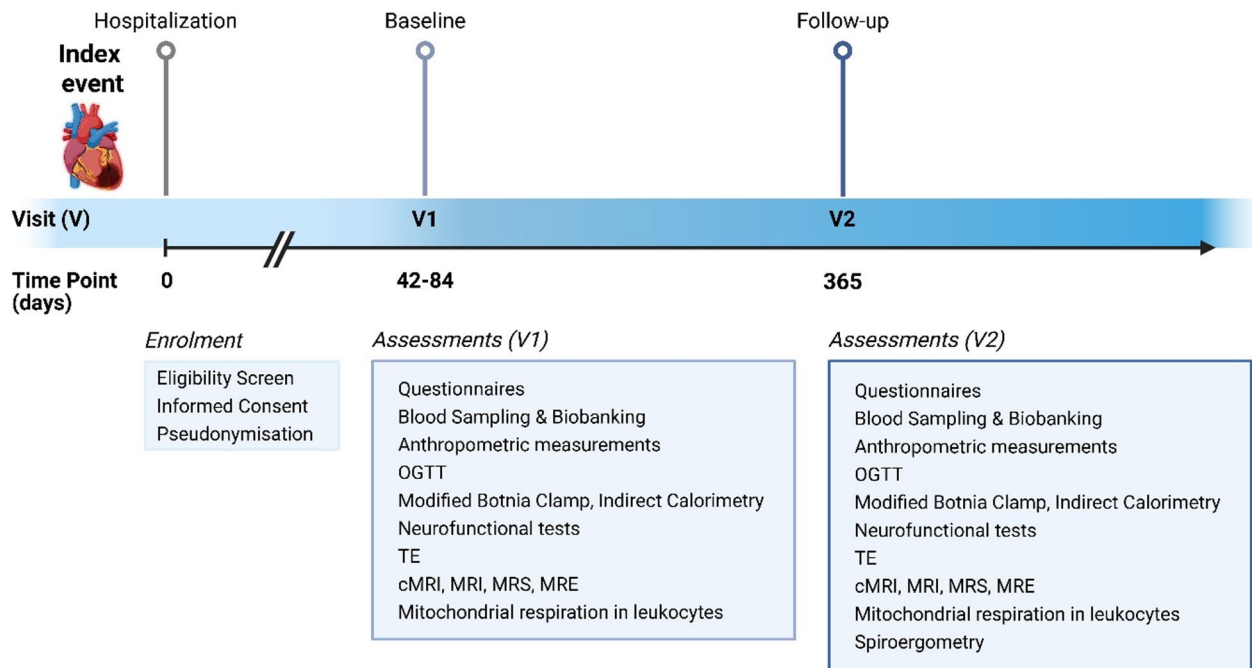 Hospitalization
Baseline
Follow-up
Index
event
Visit (V)
V1
V2
Time Point
(days)
0
42-84
365
Enrolment
Eligibility Screen
Informed Consent
Pseudonymisation
Assessments (V1)
Questionnaires
Blood Sampling & Biobanking
Anthropometric measurements
OGTT
Modified Botnia Clamp, Indirect Calorimetry
Neurofunctional tests
TE
cMRI, MRI, MRS, MRE
Mitochondrial respiration in leukocytes
Assessments (V2)
Questionnaires
Blood Sampling & Biobanking
Anthropometric measurements
OGTT
Modified Botnia Clamp, Indirect Calorimetry
Neurofunctional tests
TE
cMRI, MRI, MRS, MRE
Mitochondrial respiration in leukocytes
Spiroergometry